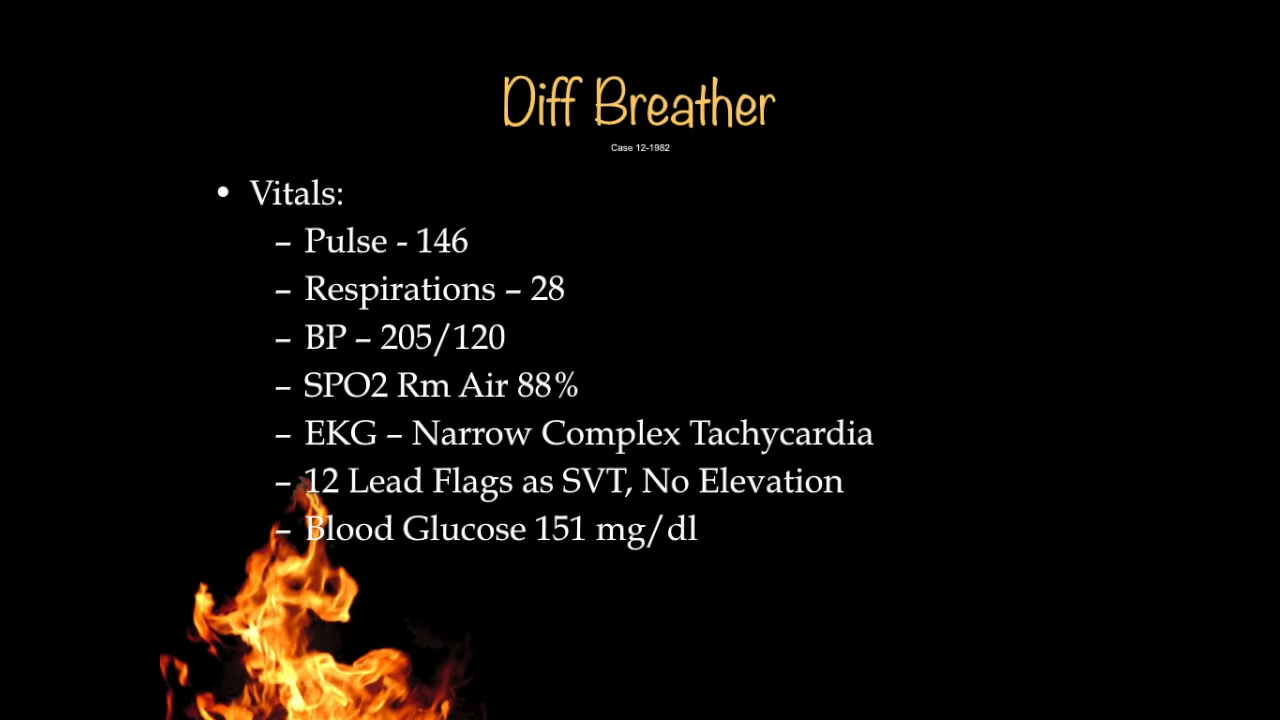 Diff Breather
Case 12-1982
• Vitals:
– Pulse - 146
– Respirations – 28
– BP – 205/120
– SPO2 Rm Air 88%
– EKG – Narrow Complex Tachycardia
– 12 Lead Flags as SVT, No Elevation
– Blood Glucose 151 mg/dl